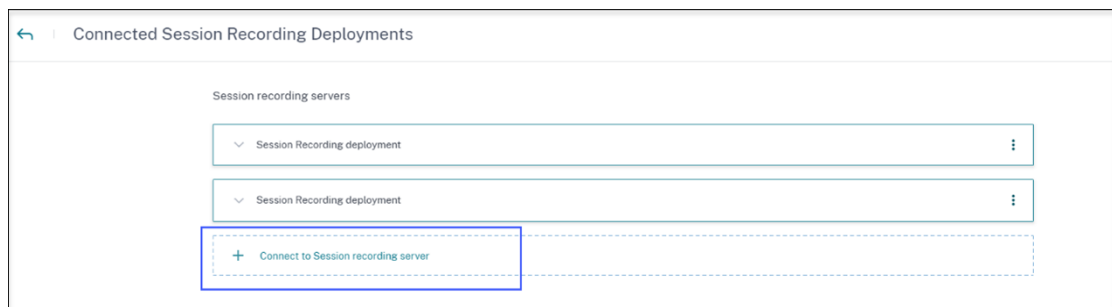 Connected Session Recording Deployments
Session recording servers
Session Recording deployment
Session Recording deployment
+ Connect to Session recording server